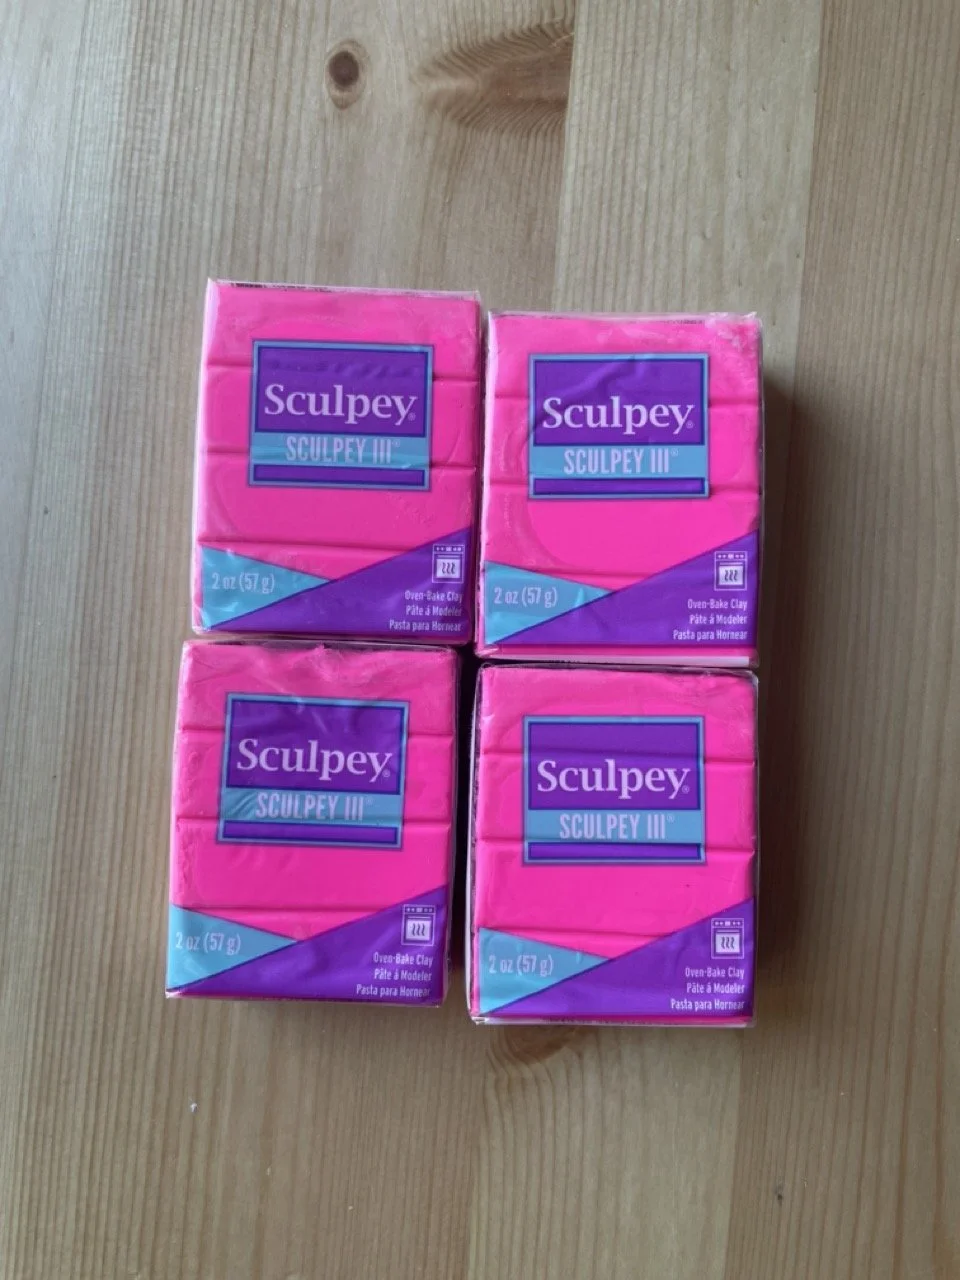 Sculpey®
SCULPEY III®
2 oz (57 g)
Oven-Bake Clay
Pâte á Modeler
Pasta para Hornear
Sculpey®
SCULPEY III®
2 oz (57 g)
Oven-Bake Clay
Pâte á Modeler
Pasta para Hornear
Sculpey®
SCULPEY III®
2 oz (57 g)
Oven-Bake Clay
Pâte á Modeler
Pasta para Hornear
Sculpey®
SCULPEY III®
2 oz (57 g)
Oven-Bake Clay
Pâte á Modeler
Pasta para Hornear